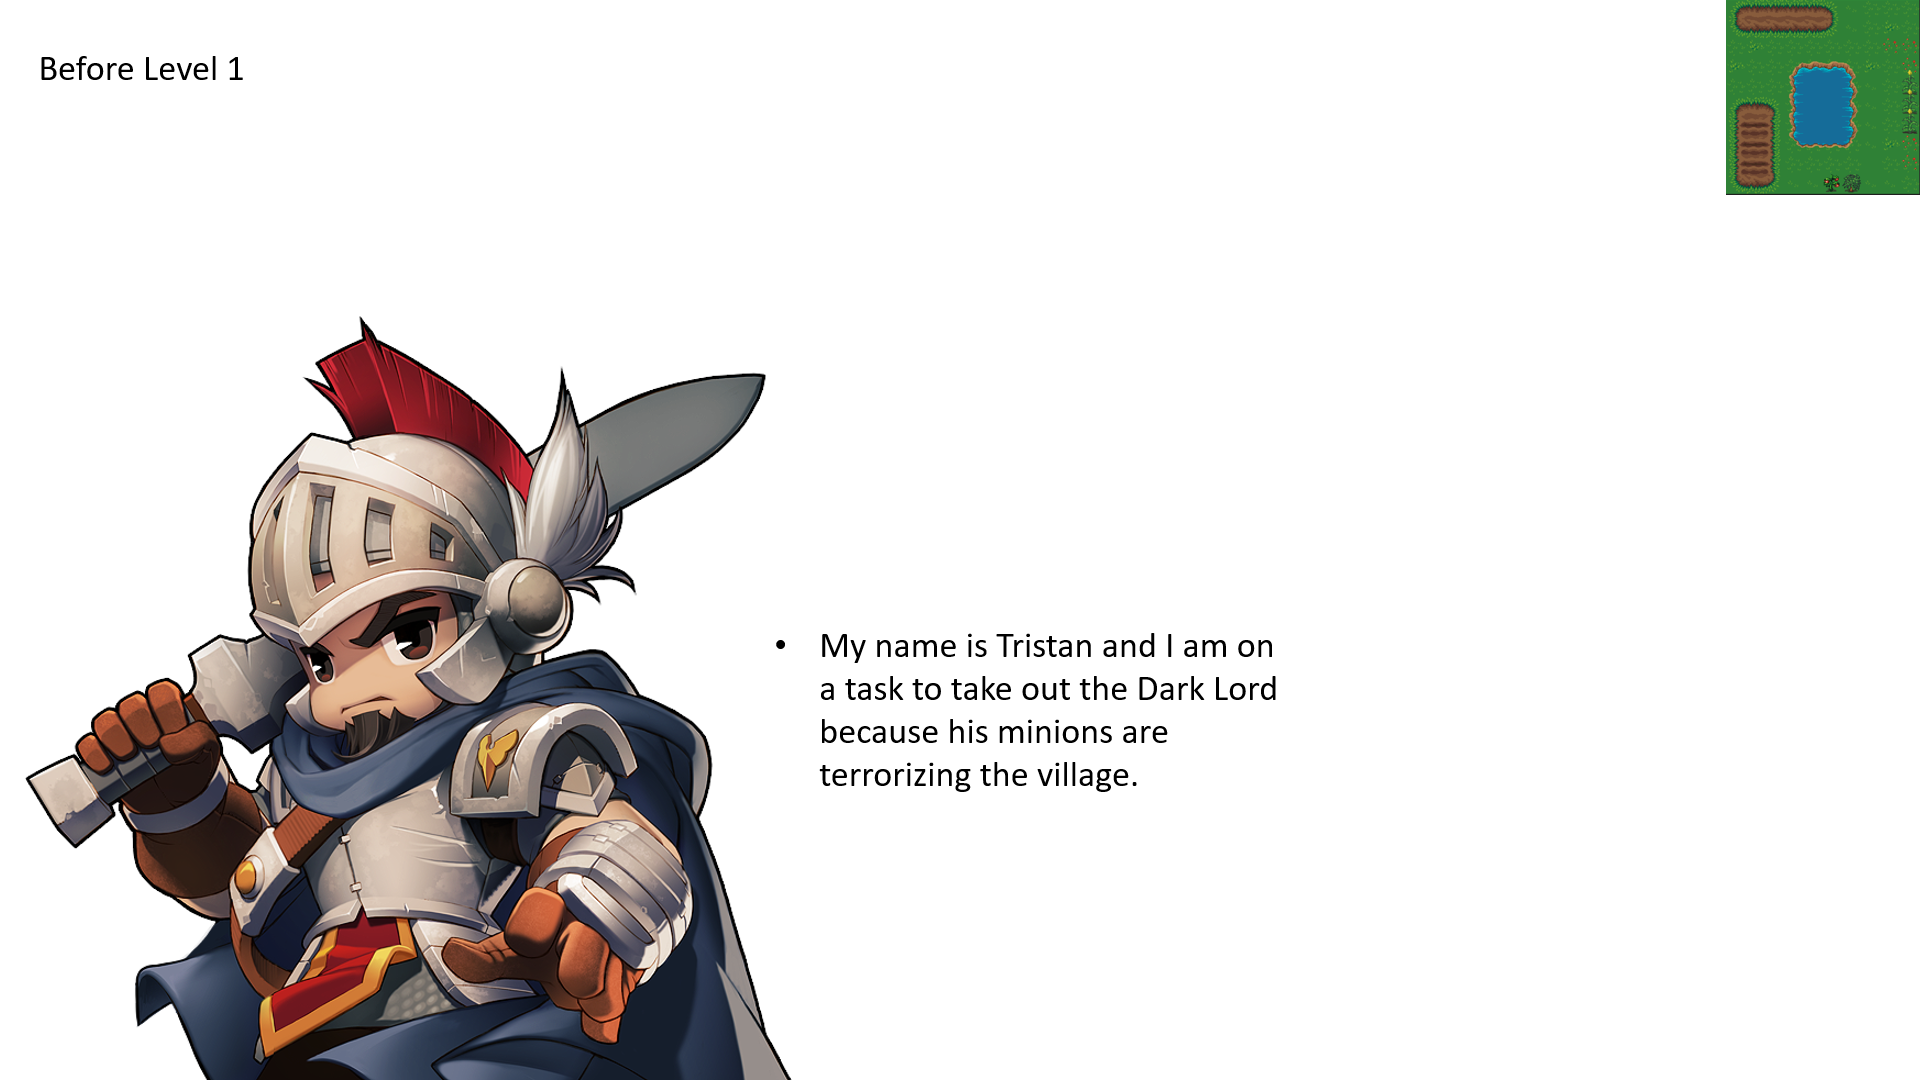 Before Level 1
• My name is Tristan and I am on
a task to take out the Dark Lord
because his minions are
terrorizing the village.